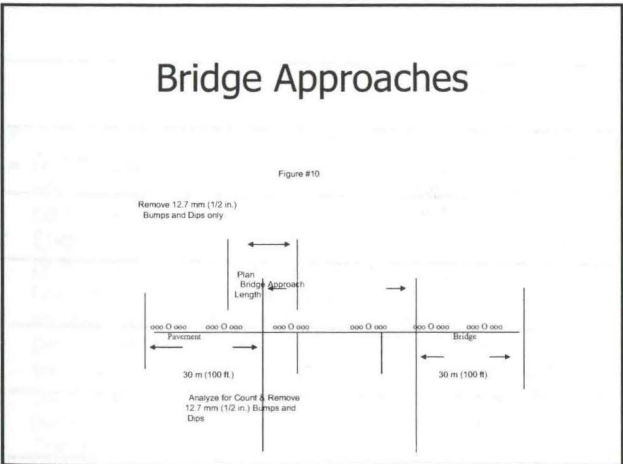 Bridge Approaches
Figure #10
Remove 12.7 mm (1/2 in.)
Bumps and Dips only
Plan
Bridge Approach
Length
ooo O ooo ooo O ooo ooo O ooo ooo O ooo ooo O ooo ooo O ooo
Pavement Bridge
30 m (100 ft.) 30 m (100 ft)
Analyze for Count & Remove
12.7 mm (1/2 in.) Bumps and
Dips